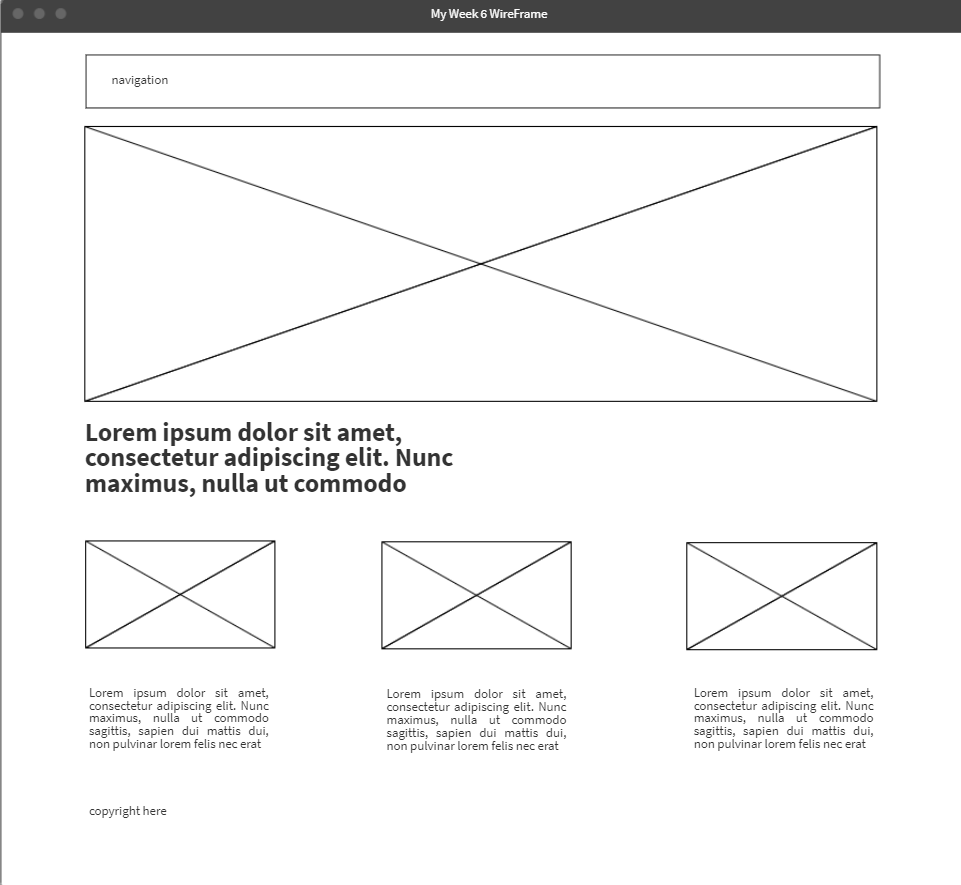 My Week 6 WireFrame
navigation
Lorem ipsum dolor sit amet,
consectetur adipiscing elit. Nunc
maximus, nulla ut commodo
Lorem ipsum dolor sit amet,
consectetur adipiscing elit. Nunc
maximus, nulla ut commodo
sagittis, sapien dui mattis dui,
non pulvinar lorem felis nec erat
Lorem ipsum dolor sit amet,
consectetur adipiscing elit. Nunc
maximus, nulla ut commodo
sagittis, sapien dui mattis dui,
non pulvinar lorem felis nec erat
Lorem ipsum dolor sit amet,
consectetur adipiscing elit. Nunc
maximus, nulla ut commodo
sagittis, sapien dui mattis dui,
non pulvinar lorem felis nec erat
copyright here